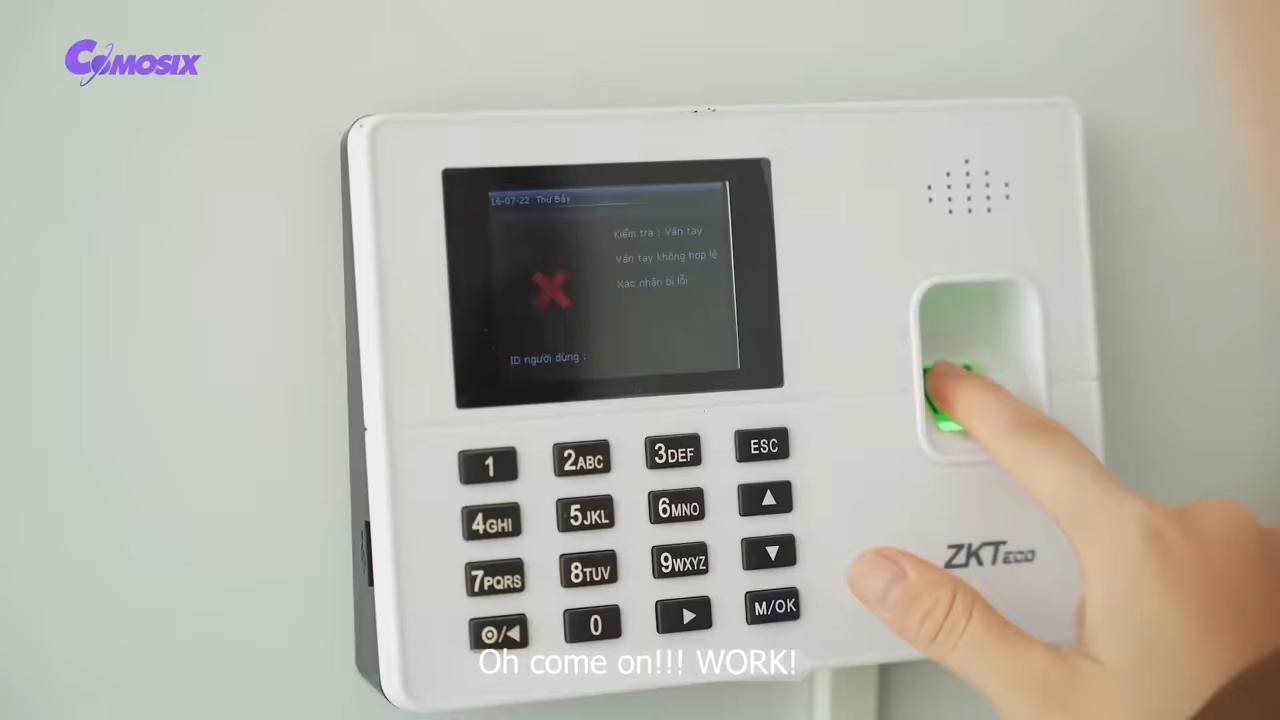 COMOSIX
16-07-22 Thứ Bảy
Kiểm tra : Vân tay
Vân tay không hợp lệ
Xác nhận bị lỗi
ID người dùng :
1 2ABC 3DEF ESC
4GHI 5JKL 6MNO ▲
7PQRS 8TUV 9WXYZ ▼
◎/◀ 0 ▶ M/OK
ZKTECO
Oh come on!!! WORK!